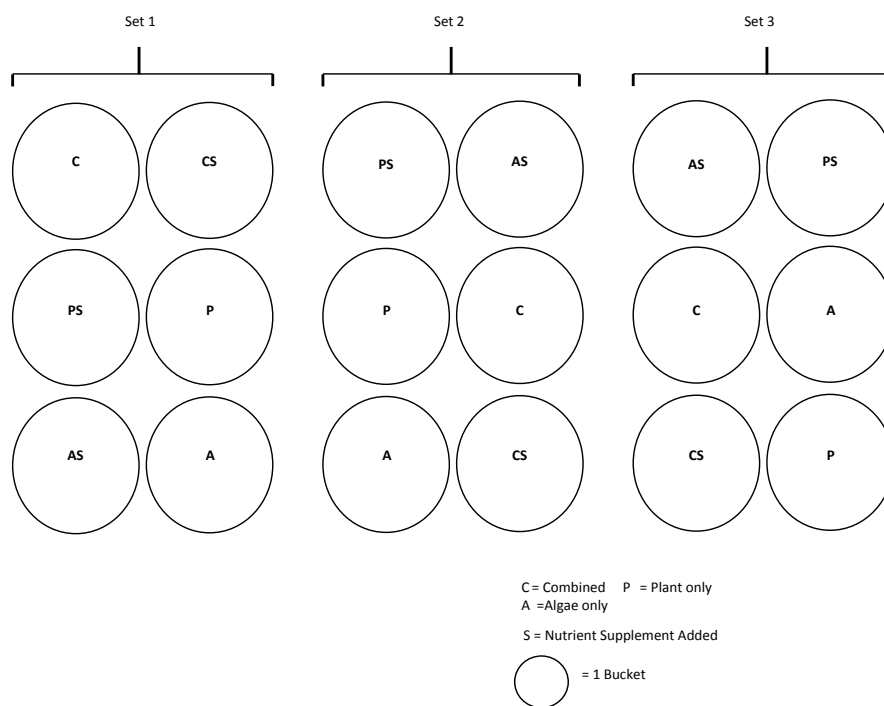 Set 1
Set 2
Set 3
C
CS
PS
AS
AS
PS
PS
P
P
C
C
A
AS
A
A
CS
CS
P
C = Combined P = Plant only
A =Algae only
S = Nutrient Supplement Added
= 1 Bucket